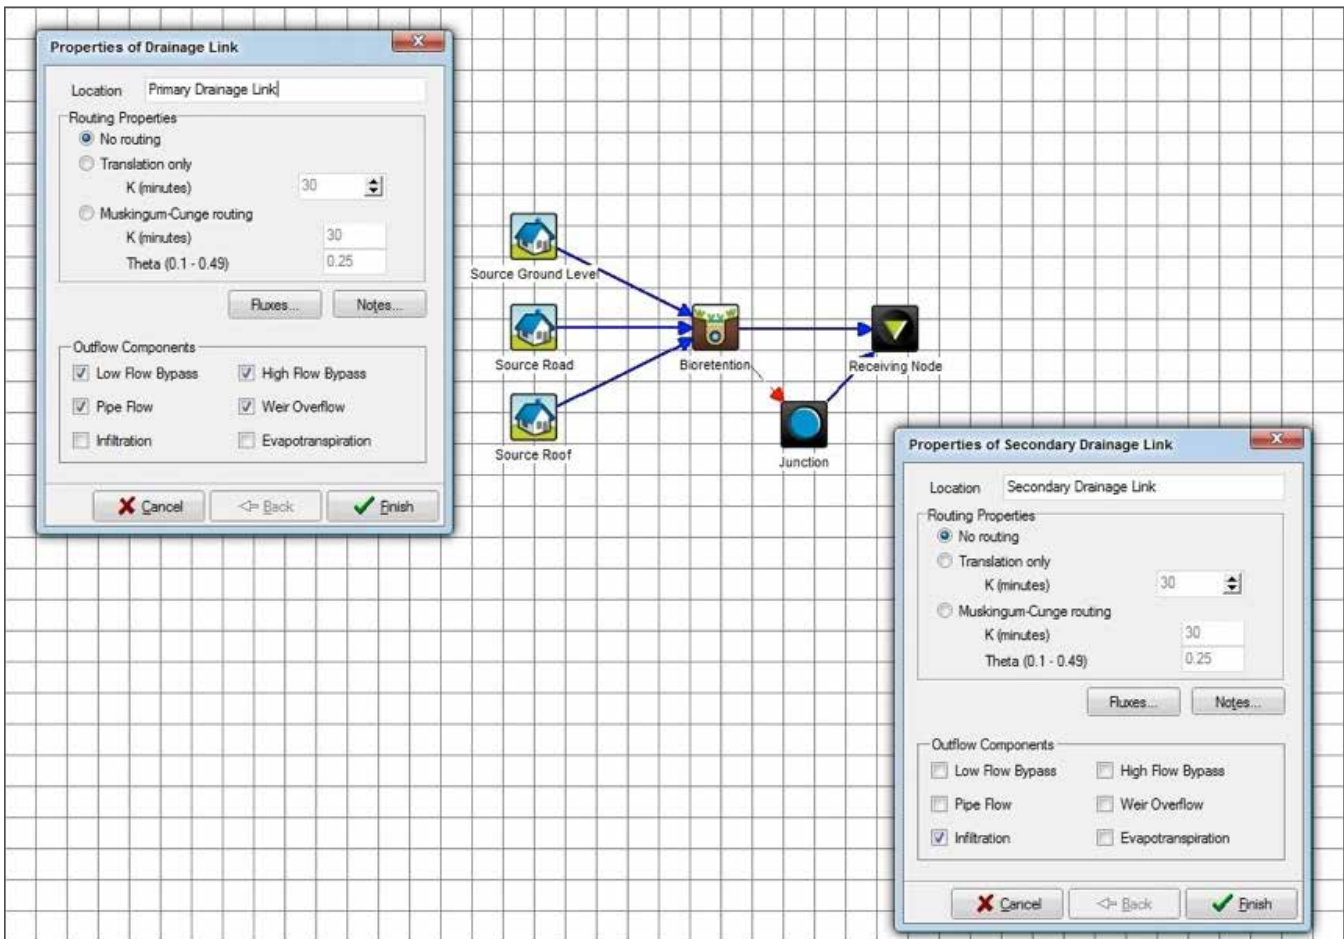 Properties of Drainage Link
Location Primary Drainage Link
Routing Properties
No routing
Translation only
K (minutes) 30
Muskingum-Cunge routing
K (minutes) 30
Theta (0.1 - 0.49) 0.25
Fluxes... Notes...
Outflow Components
Low Flow Bypass High Flow Bypass
Pipe Flow Weir Overflow
Infiltration Evapotranspiration
Cancel Back Finish
Source Ground Level
Source Road
Source Roof
Bioretention
Receiving Node
Junction
Properties of Secondary Drainage Link
Location Secondary Drainage Link
Routing Properties
No routing
Translation only
K (minutes) 30
Muskingum-Cunge routing
K (minutes) 30
Theta (0.1 - 0.49) 0.25
Fluxes... Notes...
Outflow Components
Low Flow Bypass High Flow Bypass
Pipe Flow Weir Overflow
Infiltration Evapotranspiration
Cancel Back Finish